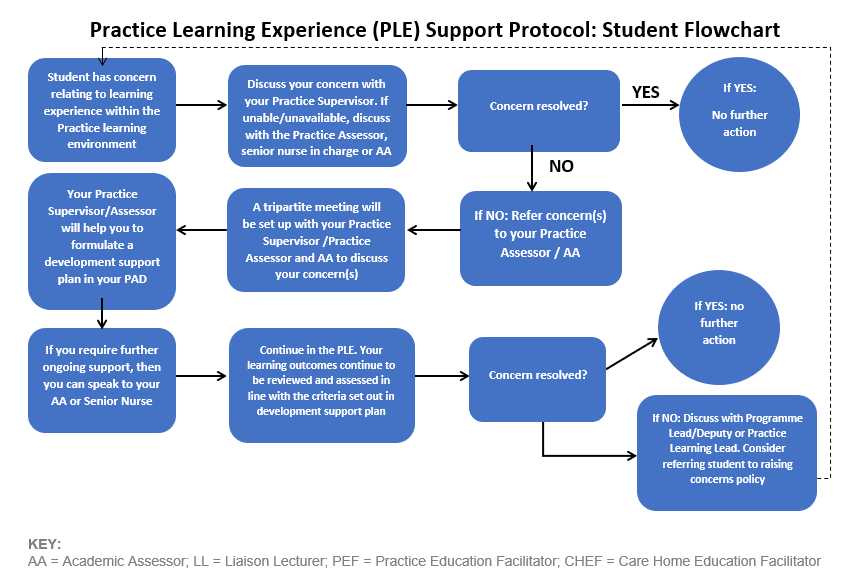 Practice Learning Experience (PLE) Support Protocol: Student Flowchart
Student has concern
relating to learning
experience within the
Practice learning
environment
Discuss your concern with
your Practice Supervisor. If
unable/unavailable, discuss
with the Practice Assessor,
senior nurse in charge or AA
Concern resolved?
YES
If YES:
No further
action
NO
If NO: Refer concern(s)
to your Practice
Assessor / AA
A tripartite meeting will
be set up with your Practice
Supervisor /Practice
Assessor and AA to discuss
your concern(s)
Your Practice
Supervisor/Assessor
will help you to
formulate a
development support
plan in your PAD
If you require further
ongoing support, then
you can speak to your
AA or Senior Nurse
Continue in the PLE. Your
learning outcomes continue to
be reviewed and assessed in
line with the criteria set out in
development support plan
Concern resolved?
If YES: no
further
action
If NO: Discuss with Programme
Lead/Deputy or Practice
Learning Lead. Consider
referring student to raising
concerns policy
KEY:
AA = Academic Assessor; LL = Liaison Lecturer; PEF = Practice Education Facilitator; CHEF = Care Home Education Facilitator